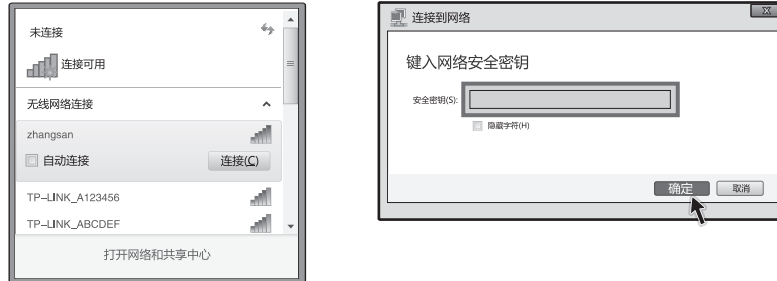 未连接
连接可用
无线网络连接
zhangsan
自动连接
连接(C)
TP-LINK_A123456
TP-LINK_ABCDEF
打开网络和共享中心
连接到网络
键入网络安全密钥
安全密钥(S):
隐藏字符(H)
确定
取消